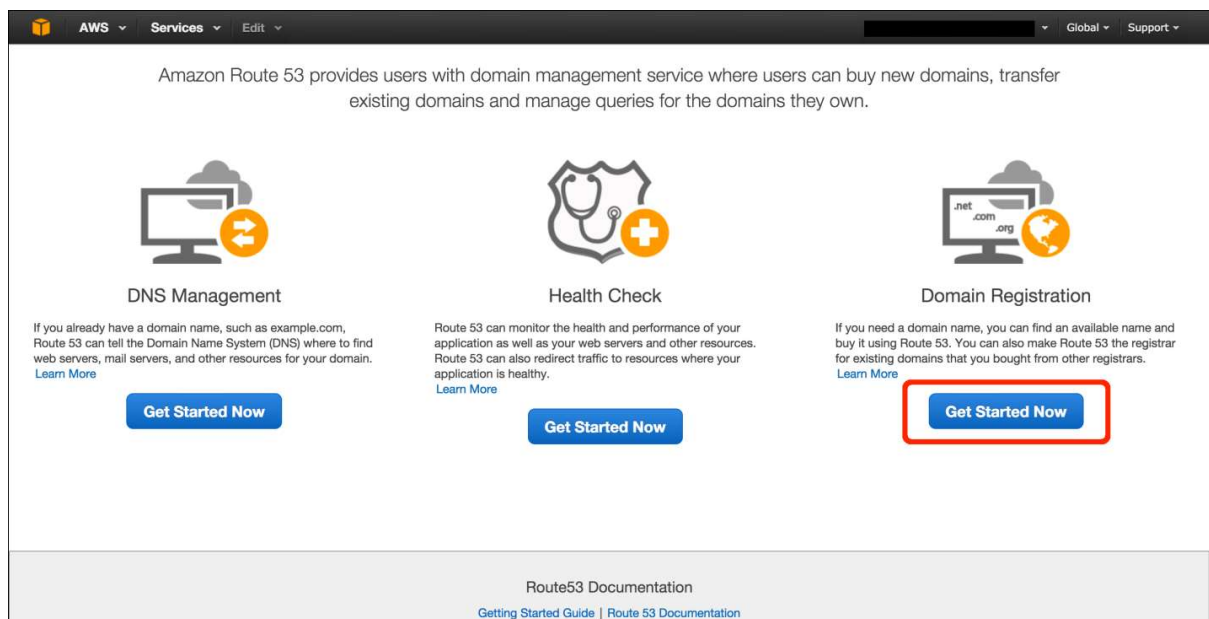 AWS Services Edit Global Support
Amazon Route 53 provides users with domain management service where users can buy new domains, transfer
existing domains and manage queries for the domains they own.
.net
.com
.org
DNS Management
If you already have a domain name, such as example.com,
Route 53 can tell the Domain Name System (DNS) where to find
web servers, mail servers, and other resources for your domain.
Learn More
Get Started Now
Health Check
Route 53 can monitor the health and performance of your
application as well as your web servers and other resources.
Route 53 can also redirect traffic to resources where your
application is healthy.
Learn More
Get Started Now
Domain Registration
If you need a domain name, you can find an available name and
buy it using Route 53. You can also make Route 53 the registrar
for existing domains that you bought from other registrars.
Learn More
Get Started Now
Route53 Documentation
Getting Started Guide | Route 53 Documentation